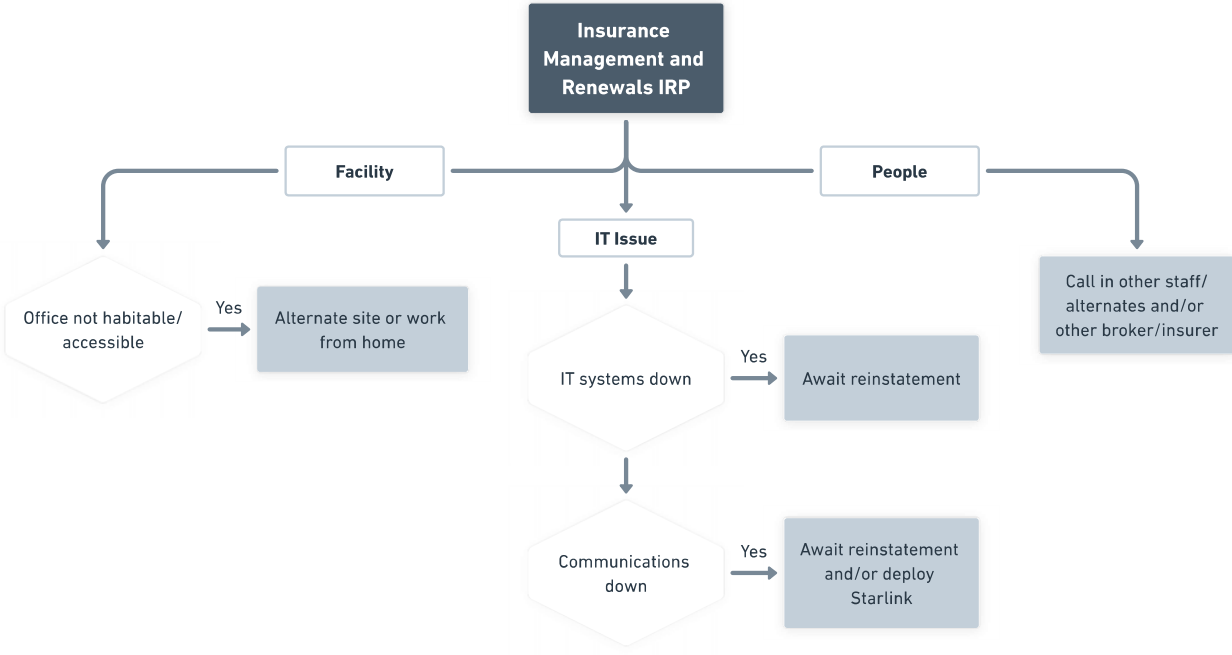 Insurance
Management and
Renewals IRP
Facility
People
IT Issue
Office not habitable/
accessible
Yes
Alternate site or work
from home
Call in other staff/
alternates and/or
other broker/insurer
IT systems down
Yes
Await reinstatement
Communications
down
Yes
Await reinstatement
and/or deploy
Starlink